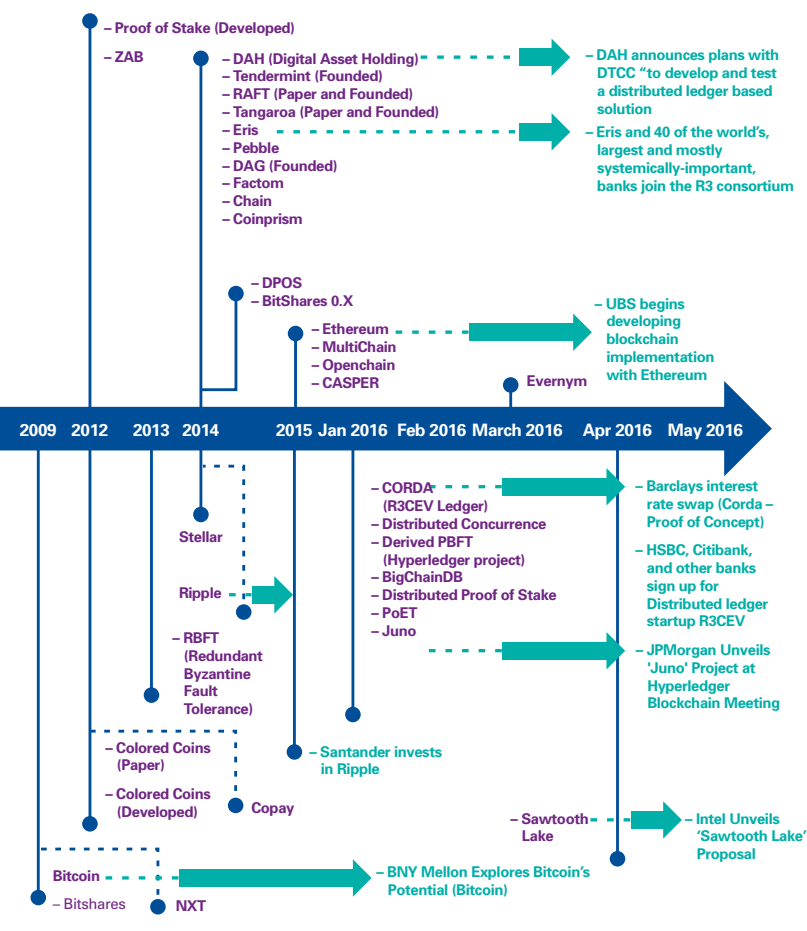 – Proof of Stake (Developed)
– ZAB
– DAH (Digital Asset Holding)
– Tendermint (Founded)
– RAFT (Paper and Founded)
– Tangaroa (Paper and Founded)
– Eris
– Pebble
– DAG (Founded)
– Factom
– Chain
– Coinprism
– DAH announces plans with
DTCC “to develop and test
a distributed ledger based
solution
– Eris and 40 of the world’s,
largest and mostly
systemically-important,
banks join the R3 consortium
– DPOS
– BitShares 0.X
– Ethereum
– MultiChain
– Openchain
– CASPER
– UBS begins
developing
blockchain
implementation
with Ethereum
Evernym
2009 2012 2013 2014 2015 Jan 2016 Feb 2016 March 2016 Apr 2016 May 2016
Stellar
Ripple
– RBFT
(Redundant
Byzantine
Fault
Tolerance)
– CORDA
(R3CEV Ledger)
– Distributed Concurrence
– Derived PBFT
(Hyperledger project)
– BigChainDB
– Distributed Proof of Stake
– PoET
– Juno
– Barclays interest
rate swap (Corda –
Proof of Concept)
– HSBC, Citibank,
and other banks
sign up for
Distributed ledger
startup R3CEV
– JPMorgan Unveils
'Juno' Project at
Hyperledger
Blockchain Meeting
– Colored Coins
(Paper)
– Colored Coins
(Developed)
Copay
– Santander invests
in Ripple
– Sawtooth
Lake
– Intel Unveils
‘Sawtooth Lake’
Proposal
Bitcoin
– Bitshares
NXT
– BNY Mellon Explores Bitcoin’s
Potential (Bitcoin)